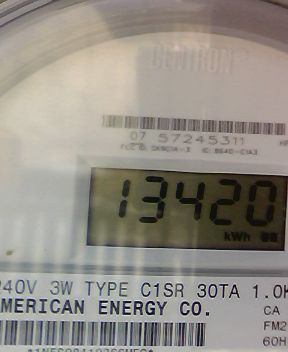 CENTRON
07 57245311
13420
kWh
240V 3W TYPE C1SR 30TA 1.0K
AMERICAN ENERGY CO.
CA
FM2
60H